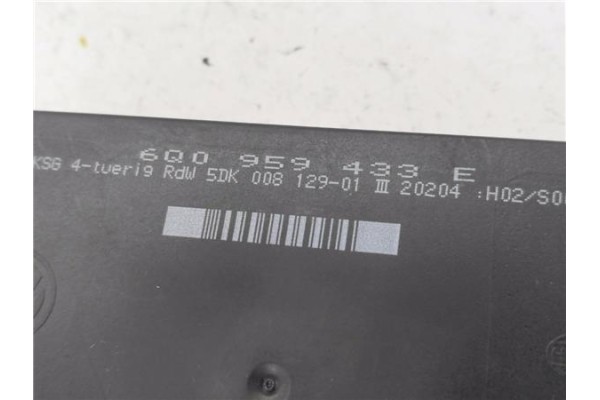 6Q0 959 433 E
KSG 4-tuerig RdW 5DK 008 129-01 III 20204 :H02/S0